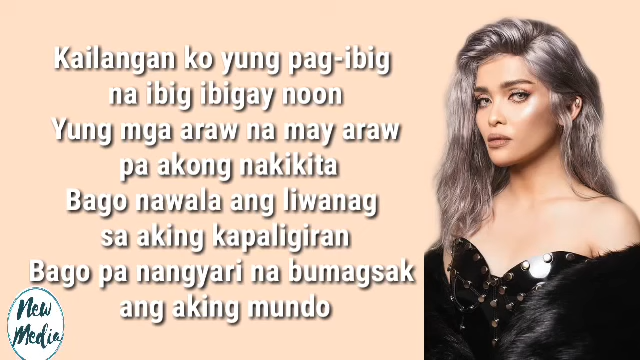 Kailangan ko yung pag-ibig
na ibig ibigay noon
Yung mga araw na may araw
pa akong nakikita
Bago nawala ang liwanag
sa aking kapaligiran
Bago pa nangyari na bumagsak
ang aking mundo
New
Media